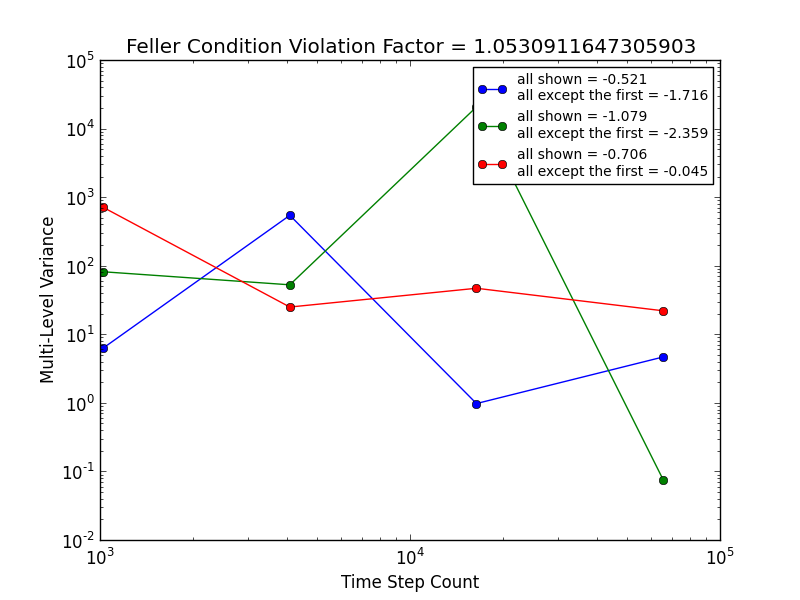 Feller Condition Violation Factor = 1.0530911647305903
10^5
10^4
10^3
10^2
10^1
10^0
10^-1
10^-2
Multi-Level Variance
all shown = -0.521
all except the first = -1.716
all shown = -1.079
all except the first = -2.359
all shown = -0.706
all except the first = -0.045
10^3
10^4
10^5
Time Step Count